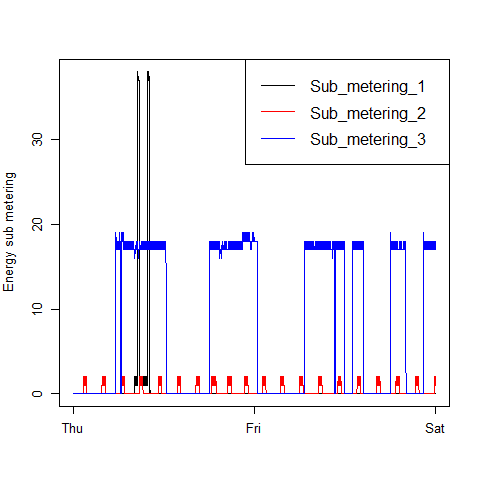 Sub_metering_1
Sub_metering_2
Sub_metering_3
Energy sub metering
30
20
10
0
Thu
Fri
Sat